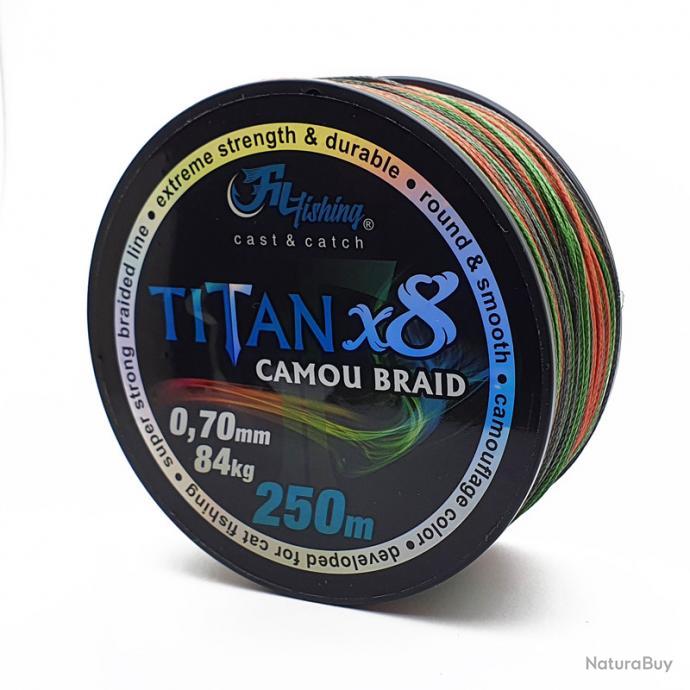 super strong braided line • extreme strength & durable • round & smooth • camouflage color • developed for cat fishing •
Filfishing®
cast & catch
TITAN x8
CAMOU BRAID
0,70mm
84kg
250m
NaturaBuy